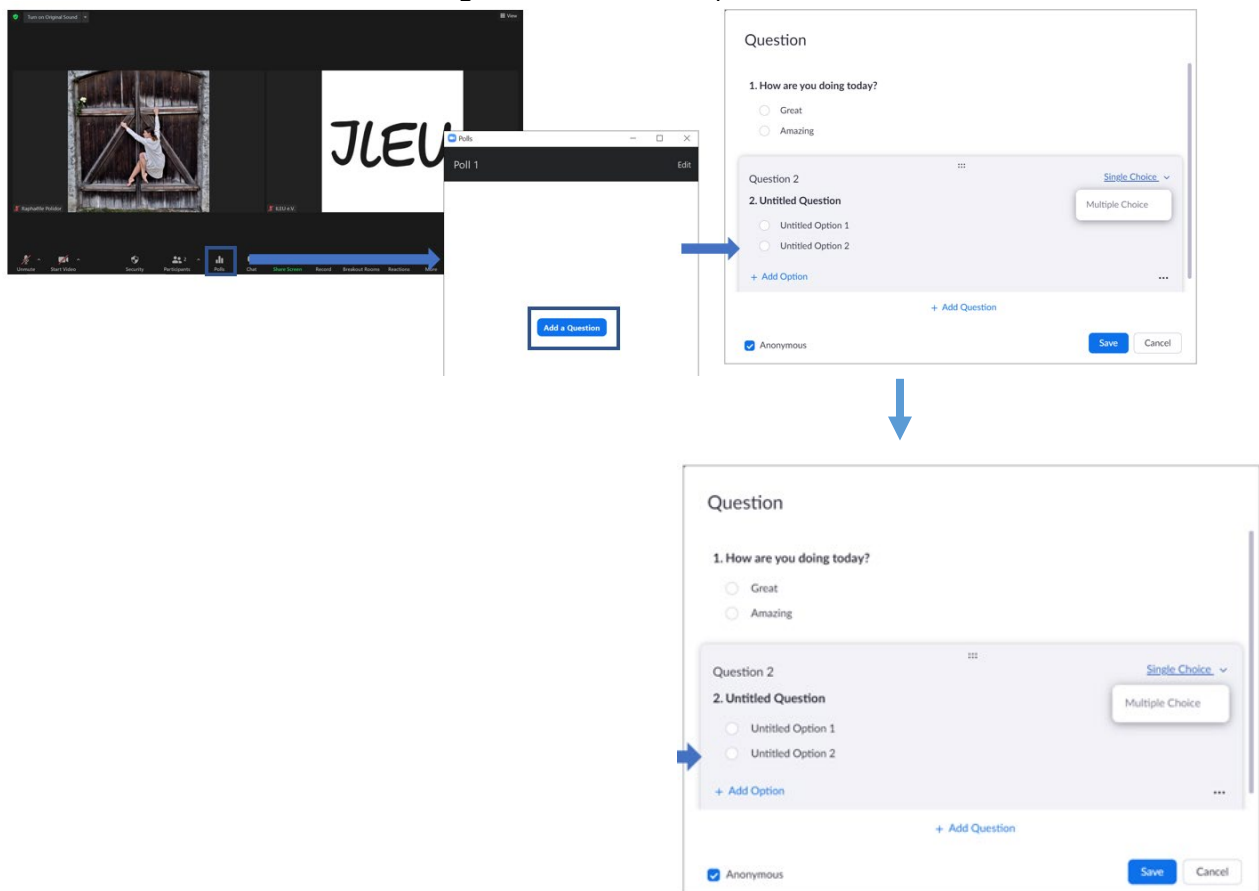 Turn on Original Sound
View
JLEU
Raphaëlle Polidor
JLEU e.V.
Unmute Start Video Security Participants 2 Polls Chat Share Screen Record Breakout Rooms Reactions More
Polls
Poll 1 Edit
Add a Question
Question
1. How are you doing today?
Great
Amazing
Question 2 Single Choice
2. Untitled Question Multiple Choice
Untitled Option 1
Untitled Option 2
+ Add Option ...
+ Add Question
Anonymous Save Cancel
Question
1. How are you doing today?
Great
Amazing
Question 2 Single Choice
2. Untitled Question Multiple Choice
Untitled Option 1
Untitled Option 2
+ Add Option ...
+ Add Question
Anonymous Save Cancel